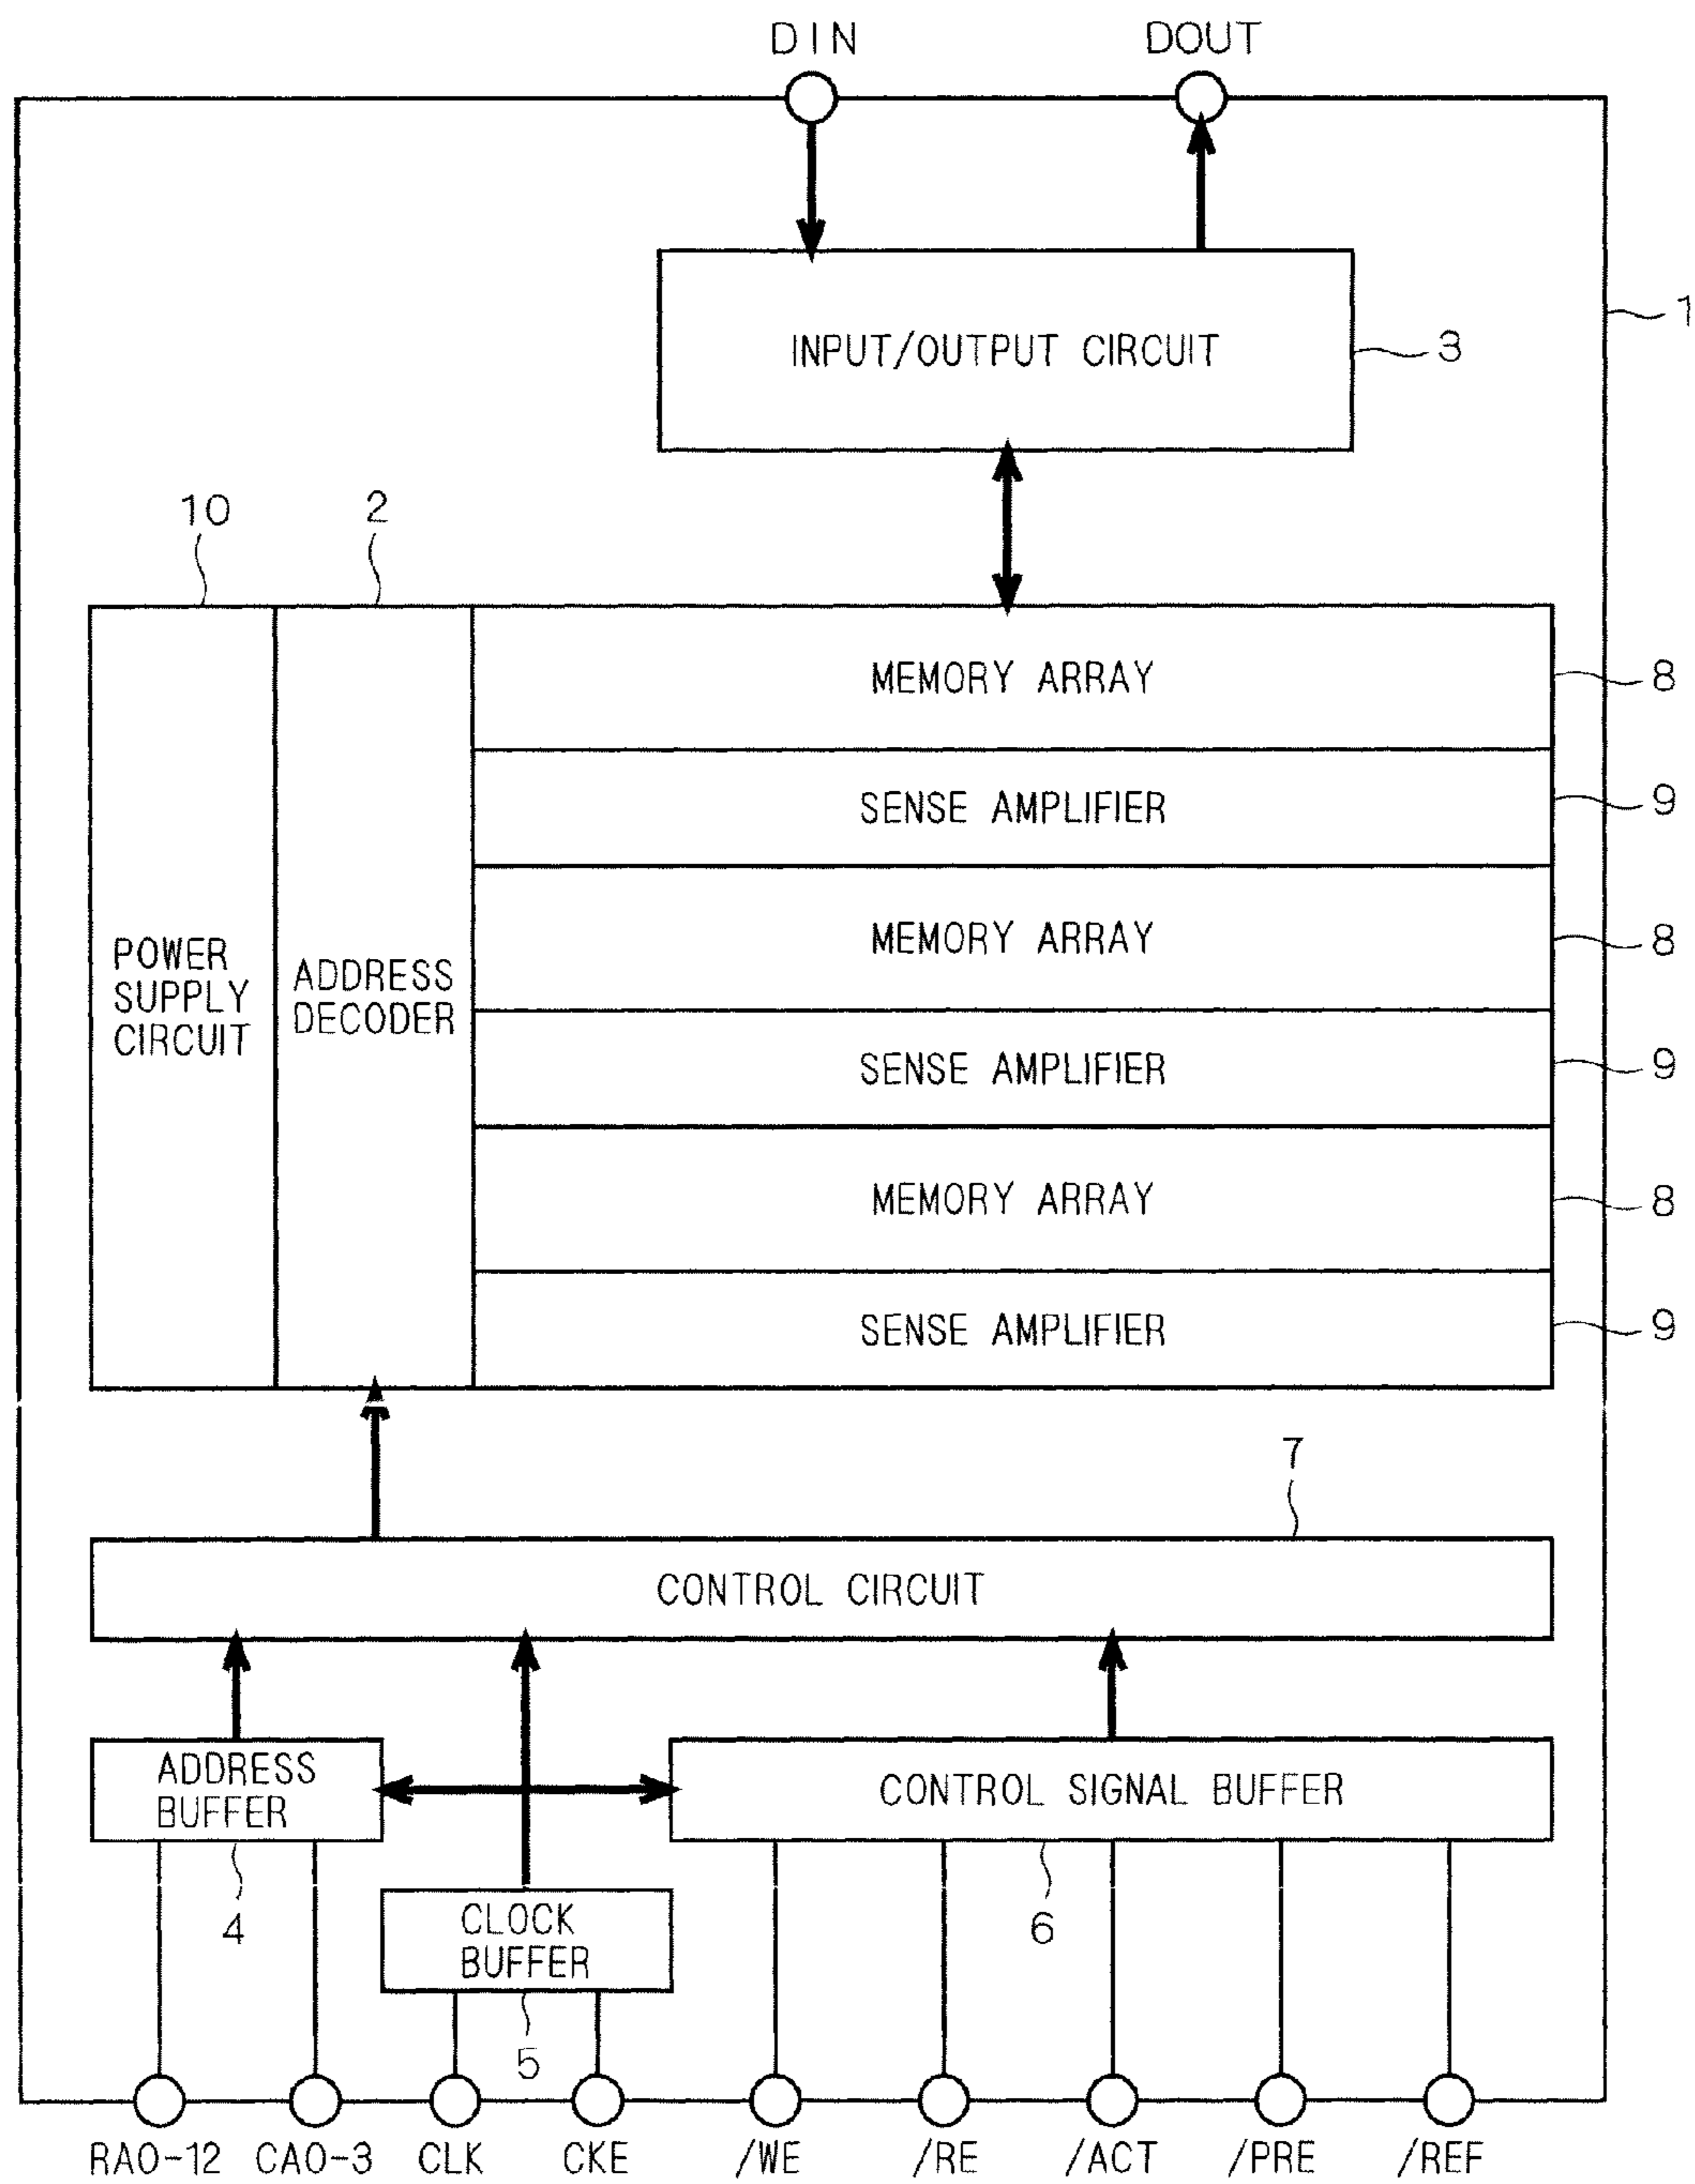 DIN
DOUT
1
INPUT/OUTPUT CIRCUIT
3
10
2
MEMORY ARRAY
8
SENSE AMPLIFIER
9
MEMORY ARRAY
8
POWER
SUPPLY
CIRCUIT
ADDRESS
DECODER
SENSE AMPLIFIER
9
MEMORY ARRAY
8
SENSE AMPLIFIER
9
7
CONTROL CIRCUIT
ADDRESS
BUFFER
CONTROL SIGNAL BUFFER
4
CLOCK
BUFFER
6
5
RA0-12
CA0-3
CLK
CKE
/WE
/RE
/ACT
/PRE
/REF